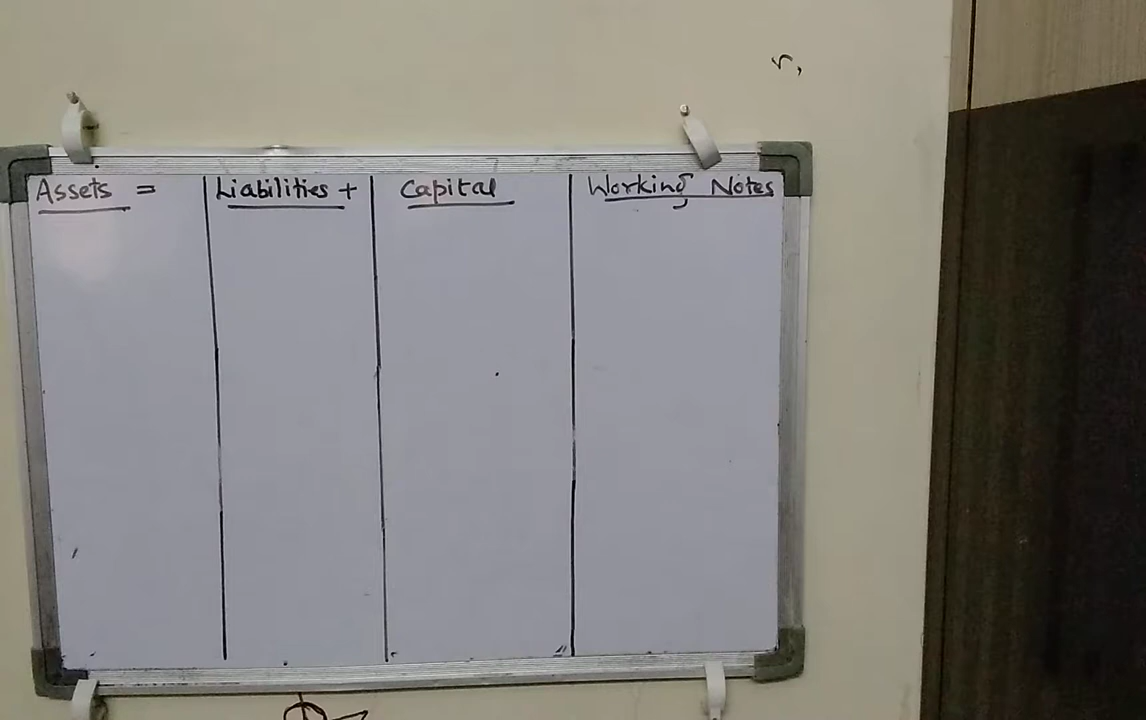 Assets = Liabilities + Capital Working Notes